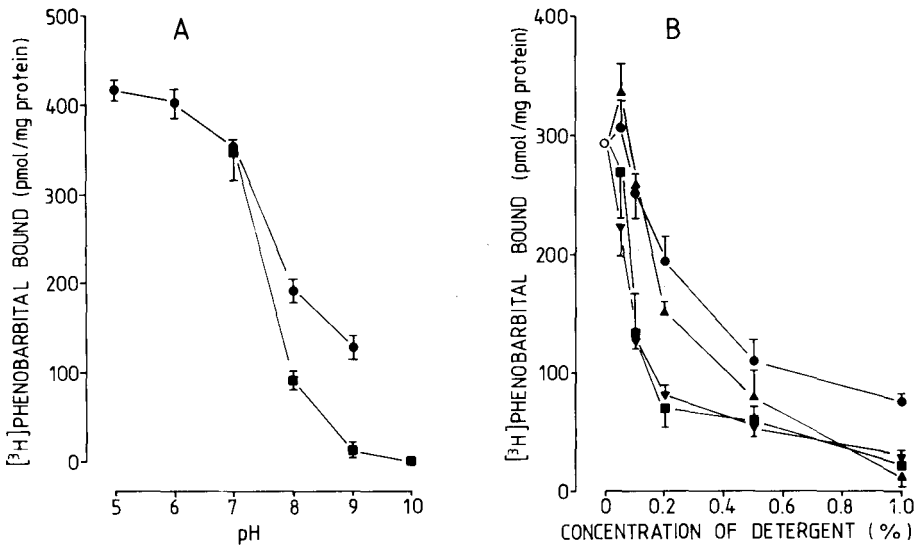 A
[³H]PHENOBARBITAL BOUND (pmol/mg protein)
500
400
300
200
100
0
5 6 7 8 9 10
pH
B
[³H]PHENOBARBITAL BOUND (pmol/mg protein)
400
300
200
100
0
0 0.2 0.4 0.6 0.8 1.0
CONCENTRATION OF DETERGENT (%)